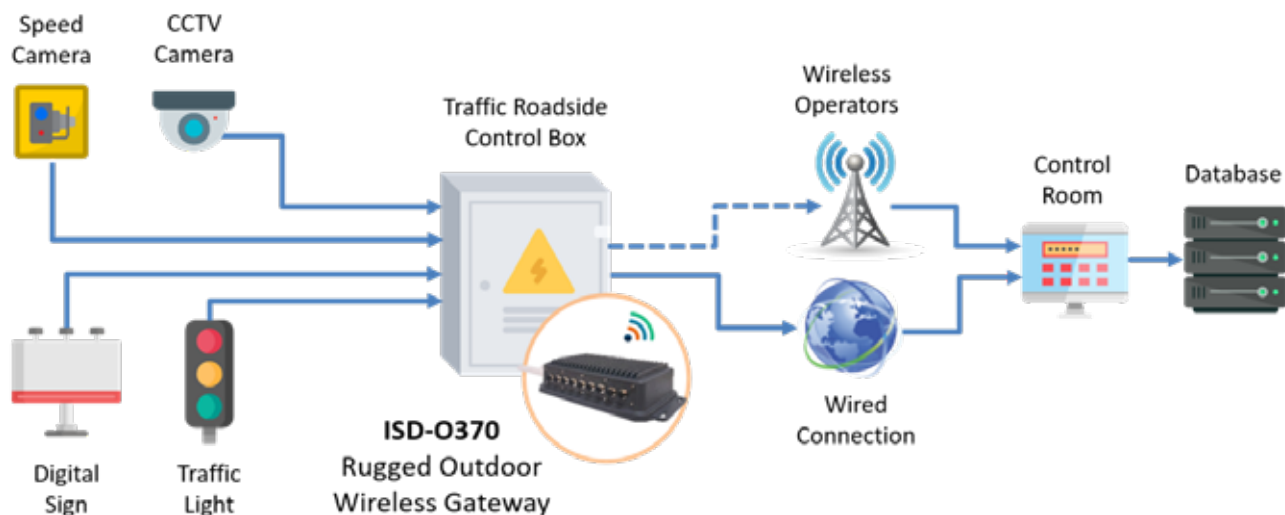 Speed
Camera
CCTV
Camera
Traffic Roadside
Control Box
Wireless
Operators
Control
Room
Database
Digital
Sign
Traffic
Light
ISD-O370
Rugged Outdoor
Wireless Gateway
Wired
Connection